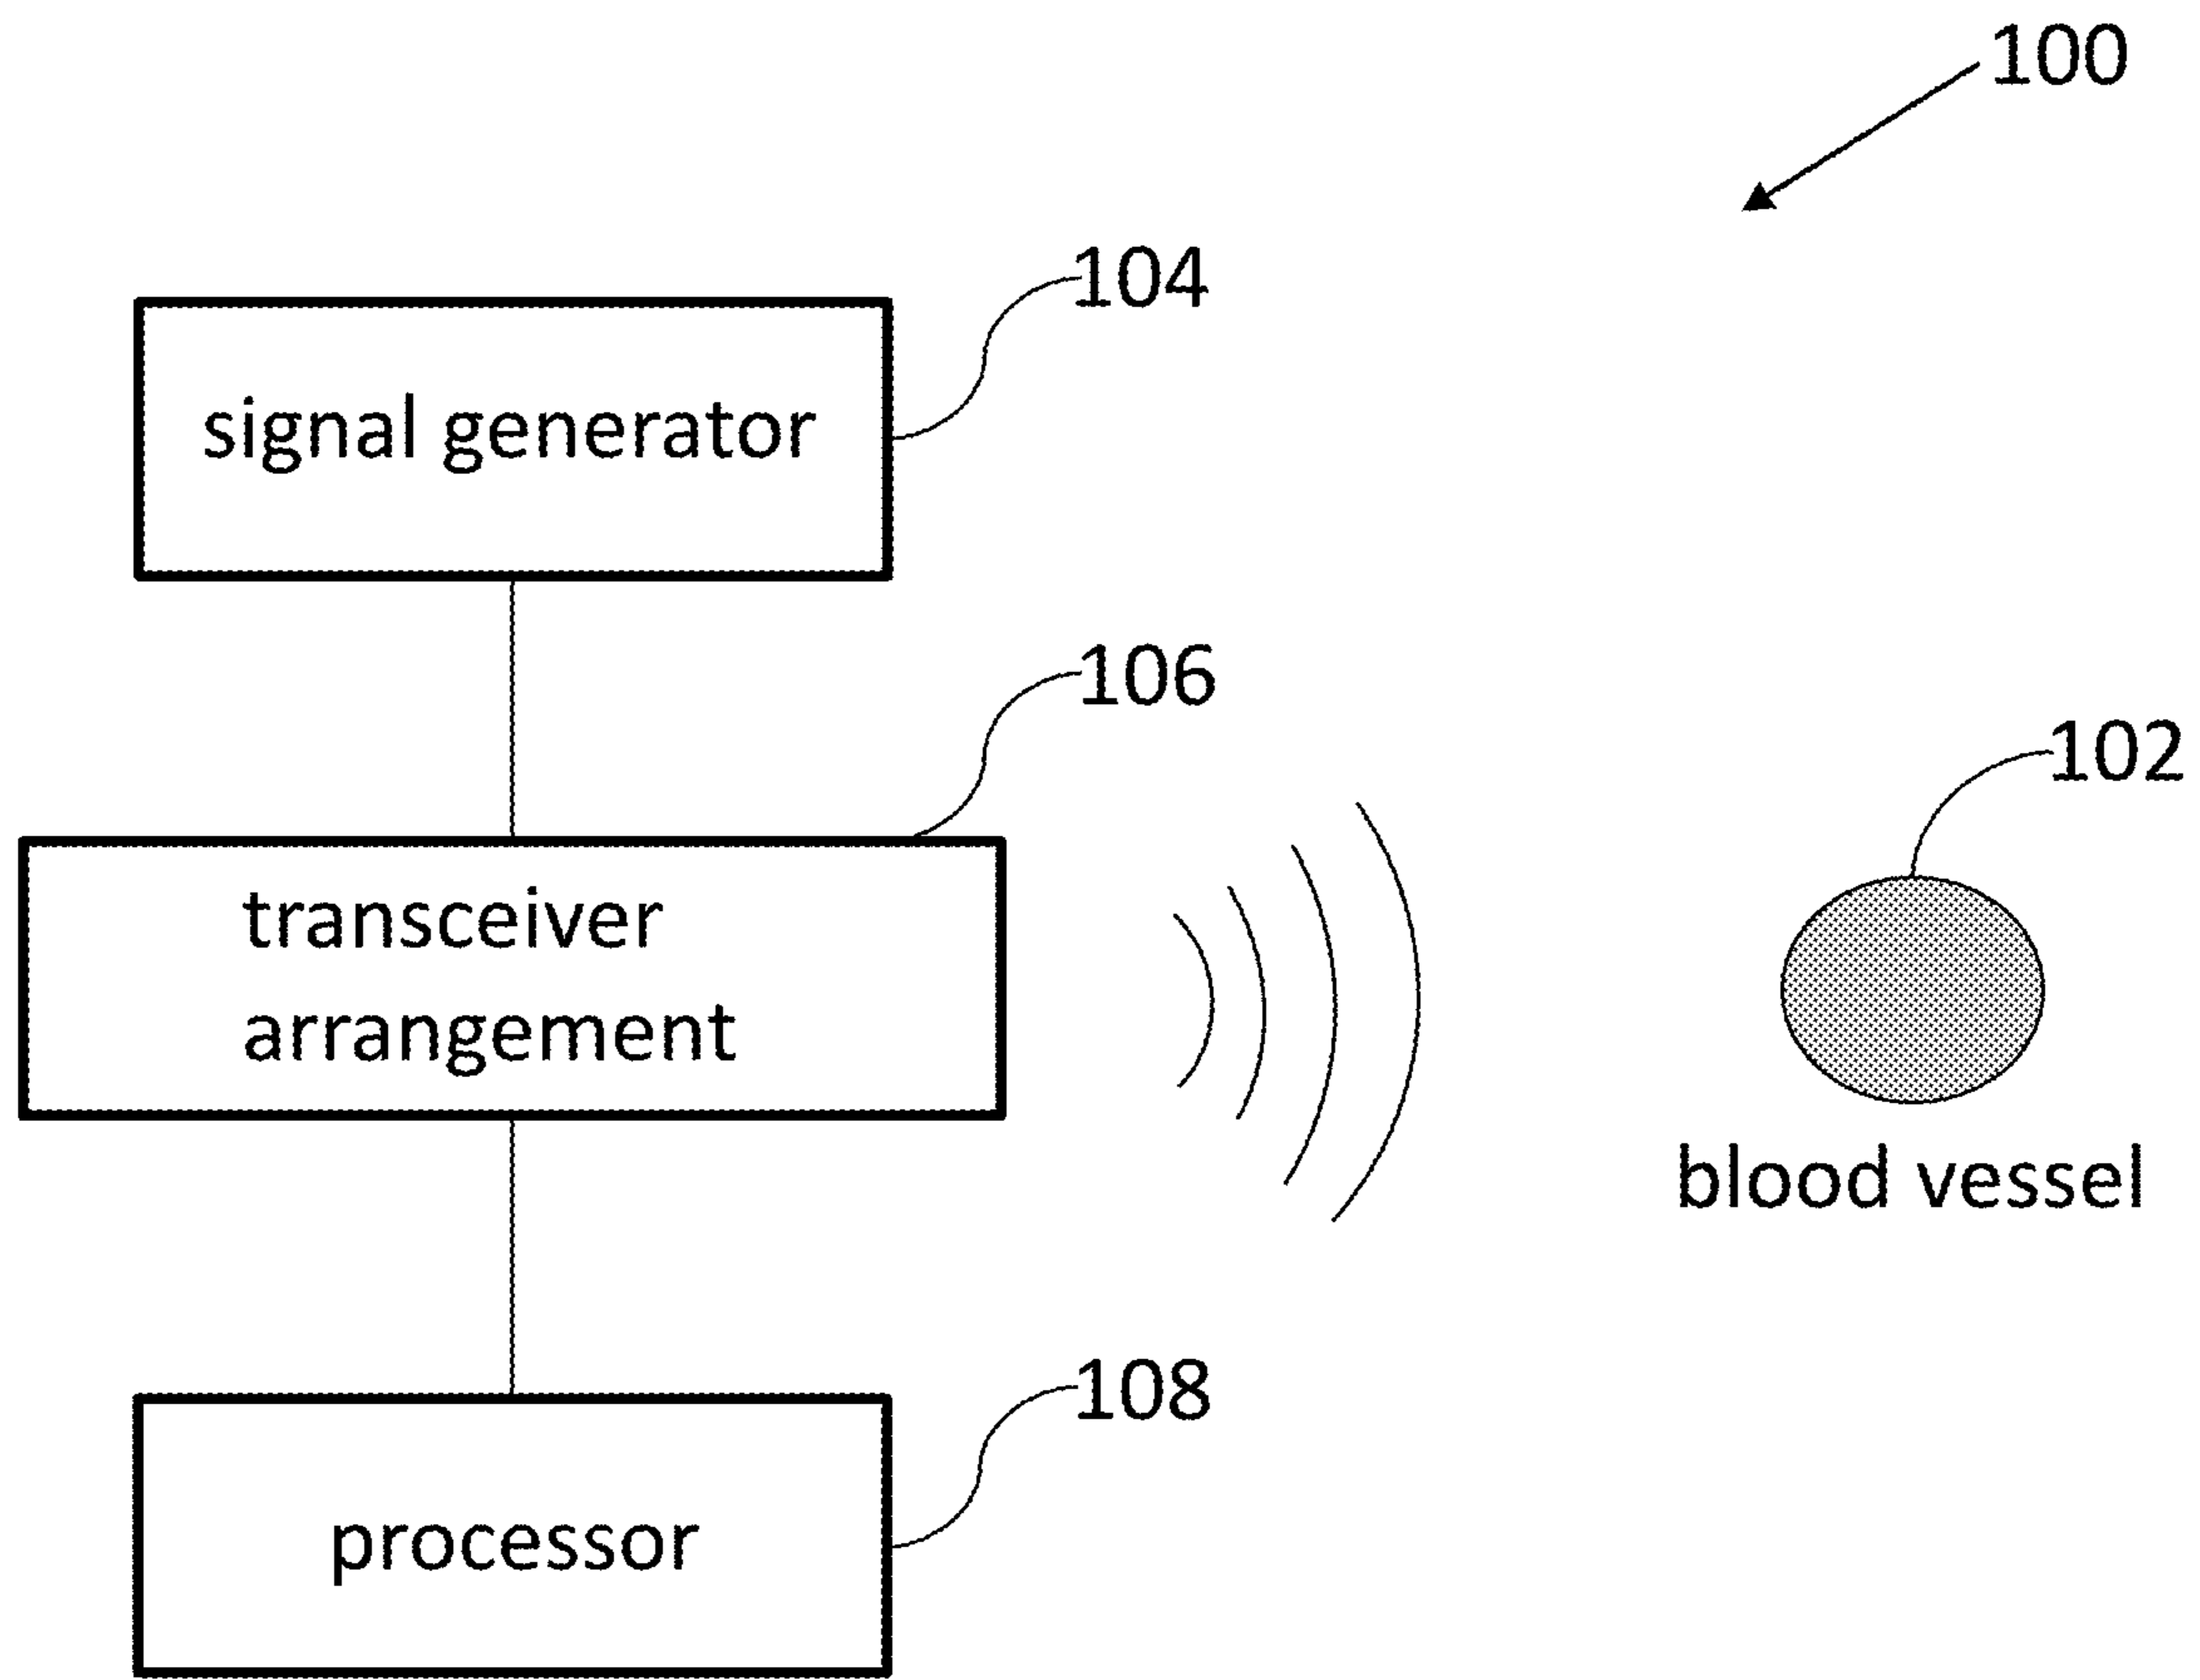 100
104
signal generator
106
102
transceiver
arrangement
blood vessel
108
processor